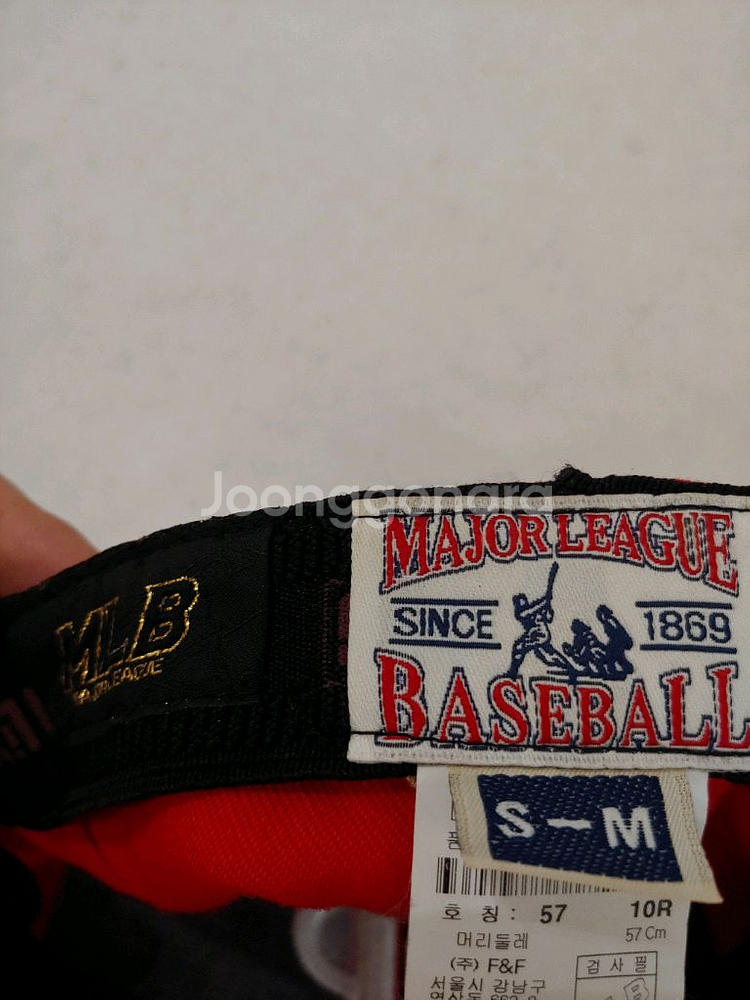 Joonggonara
MAJOR LEAGUE
SINCE 1869
BASEBALL
MLB
S-M
호 칭 : 57 10R
머리둘레 57 Cm
(주) F&F
검 사 필
서울시 강남구